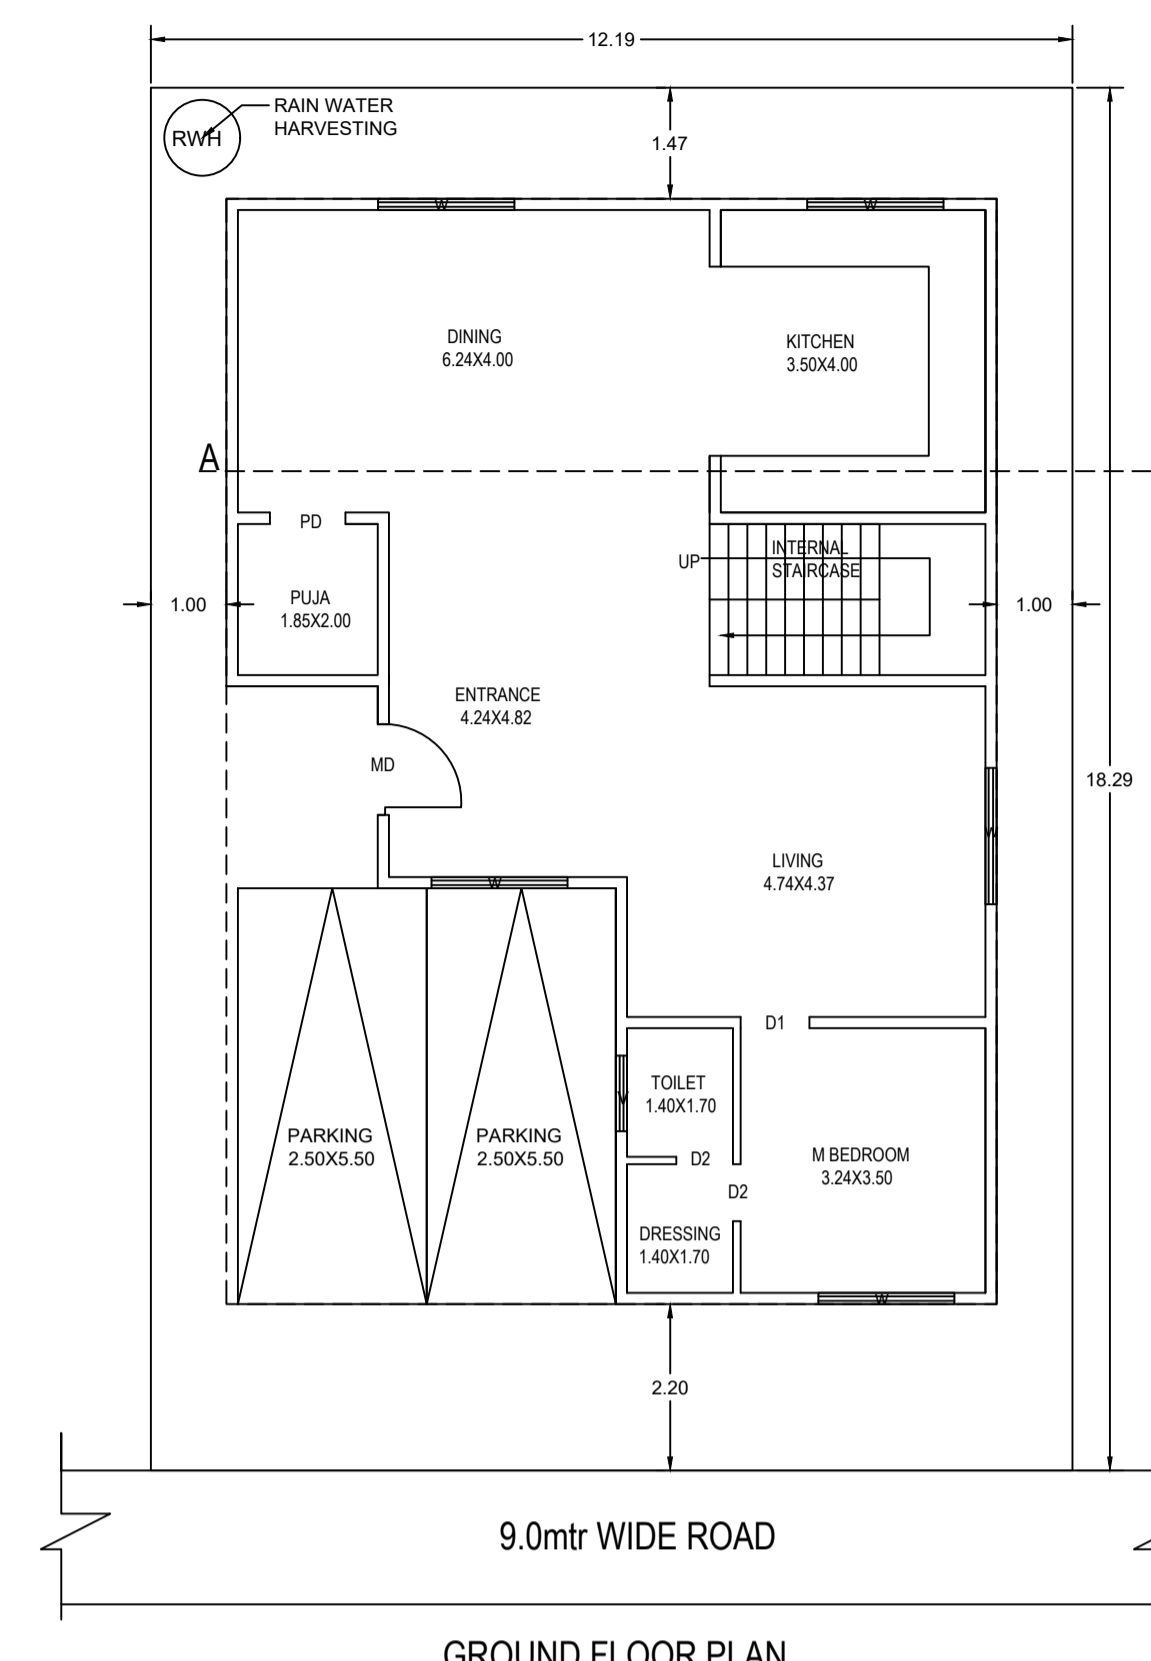 12.19
RAIN WATER
HARVESTING
RWH
1.47
W
W
DINING
6.24X4.00
KITCHEN
3.50X4.00
A
PD
INTERNAL
STAIRCASE
UP
PUJA
1.85X2.00
1.00
1.00
ENTRANCE
4.24X4.82
MD
18.29
W
LIVING
4.74X4.37
W
D1
TOILET
1.40X1.70
W
PARKING
2.50X5.50
PARKING
2.50X5.50
D2
M BEDROOM
3.24X3.50
D2
DRESSING
1.40X1.70
W
2.20
9.0mtr WIDE ROAD
GROUND FLOOR PLAN